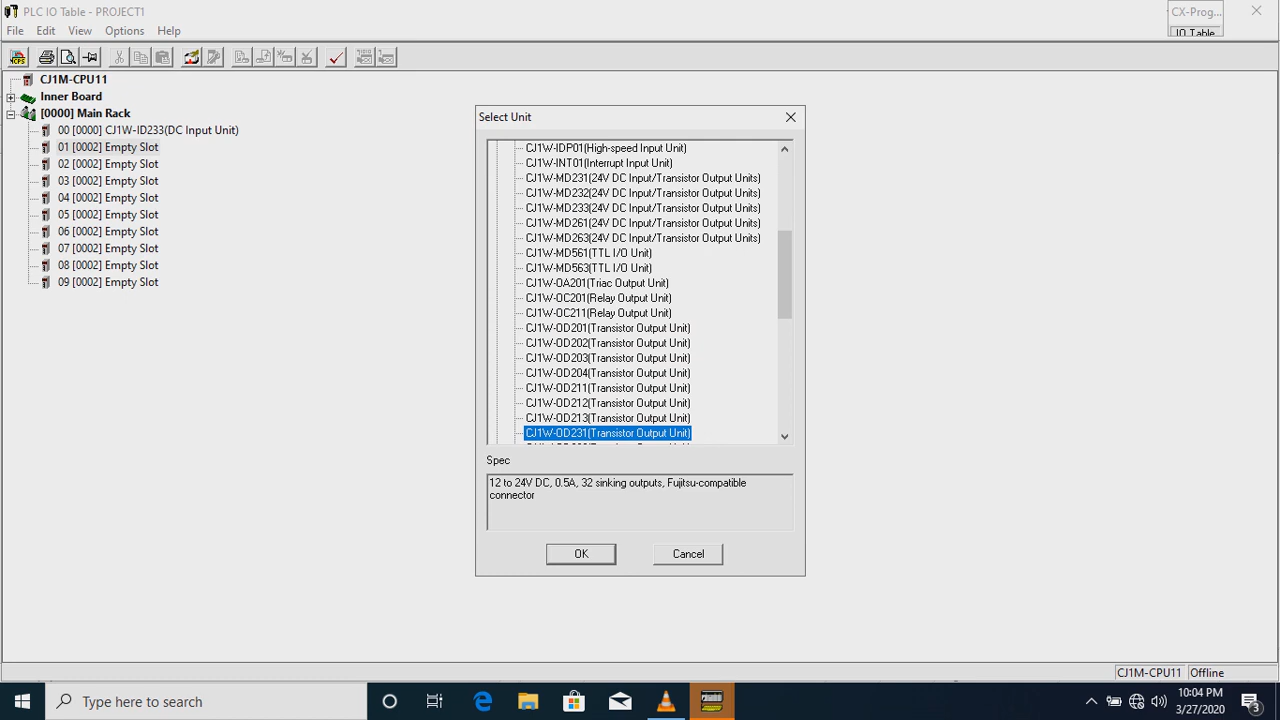 PLC IO Table - PROJECT1
CX-Prog...
File Edit View Options Help
IO Table
CJ1M-CPU11
Inner Board
[0000] Main Rack
00 [0000] CJ1W-ID233(DC Input Unit)
01 [0002] Empty Slot
02 [0002] Empty Slot
03 [0002] Empty Slot
04 [0002] Empty Slot
05 [0002] Empty Slot
06 [0002] Empty Slot
07 [0002] Empty Slot
08 [0002] Empty Slot
09 [0002] Empty Slot
Select Unit
CJ1W-IDP01(High-speed Input Unit)
CJ1W-INT01(Interrupt Input Unit)
CJ1W-MD231(24V DC Input/Transistor Output Units)
CJ1W-MD232(24V DC Input/Transistor Output Units)
CJ1W-MD233(24V DC Input/Transistor Output Units)
CJ1W-MD261(24V DC Input/Transistor Output Units)
CJ1W-MD263(24V DC Input/Transistor Output Units)
CJ1W-MD561(TTL I/O Unit)
CJ1W-MD563(TTL I/O Unit)
CJ1W-OA201(Triac Output Unit)
CJ1W-OC201(Relay Output Unit)
CJ1W-OC211(Relay Output Unit)
CJ1W-OD201(Transistor Output Unit)
CJ1W-OD202(Transistor Output Unit)
CJ1W-OD203(Transistor Output Unit)
CJ1W-OD204(Transistor Output Unit)
CJ1W-OD211(Transistor Output Unit)
CJ1W-OD212(Transistor Output Unit)
CJ1W-OD213(Transistor Output Unit)
CJ1W-OD231(Transistor Output Unit)
Spec
12 to 24V DC, 0.5A, 32 sinking outputs, Fujitsu-compatible
connector
OK Cancel
CJ1M-CPU11 Offline
Type here to search
10:04 PM
3/27/2020
3